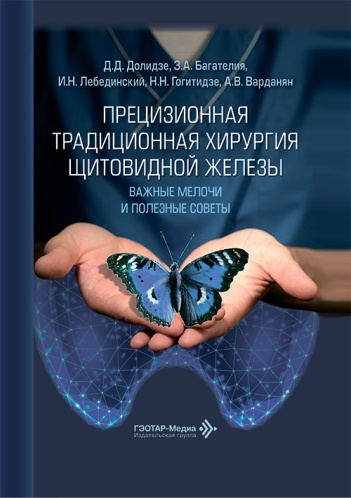 Д.Д. Долидзе, З.А. Багателия,
И.Н. Лебединский, Н.Н. Гогитидзе, А.В. Варданян
ПРЕЦИЗИОННАЯ
ТРАДИЦИОННАЯ ХИРУРГИЯ
ЩИТОВИДНОЙ ЖЕЛЕЗЫ
ВАЖНЫЕ МЕЛОЧИ
И ПОЛЕЗНЫЕ СОВЕТЫ
ГЭОТАР-Медиа
Издательская группа